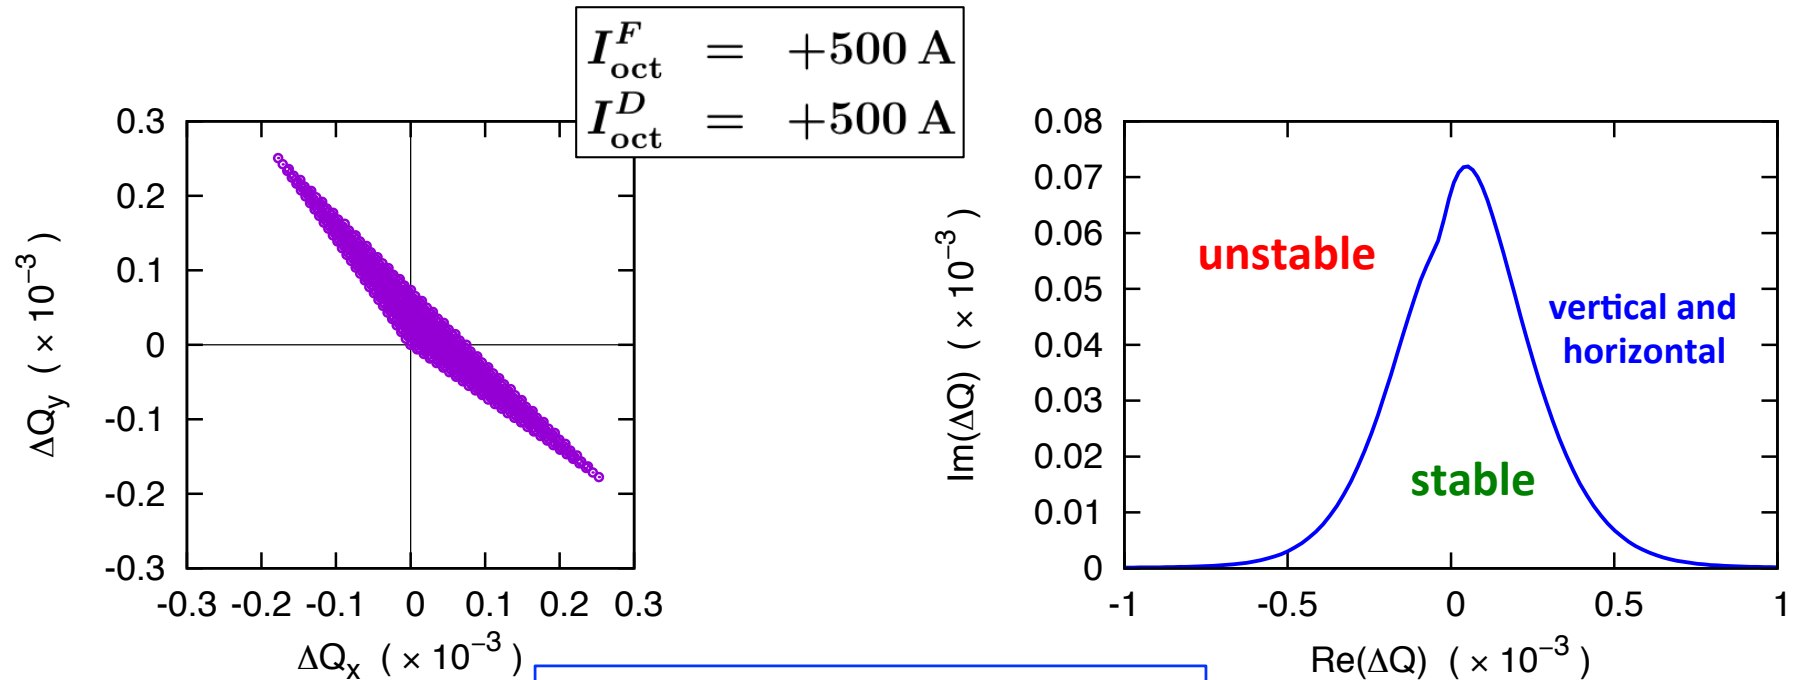 I_oct^F = +500 A
I_oct^D = +500 A
0.3
0.2
0.1
0
-0.1
-0.2
-0.3
ΔQ_y ( × 10^−3 )
-0.3 -0.2 -0.1 0 0.1 0.2 0.3
ΔQ_x ( × 10^−3 )
0.08
0.07
0.06
0.05
0.04
0.03
0.02
0.01
0
Im(ΔQ) ( × 10^−3 )
unstable
vertical and
horizontal
stable
-1 -0.5 0 0.5 1
Re(ΔQ) ( × 10^−3 )